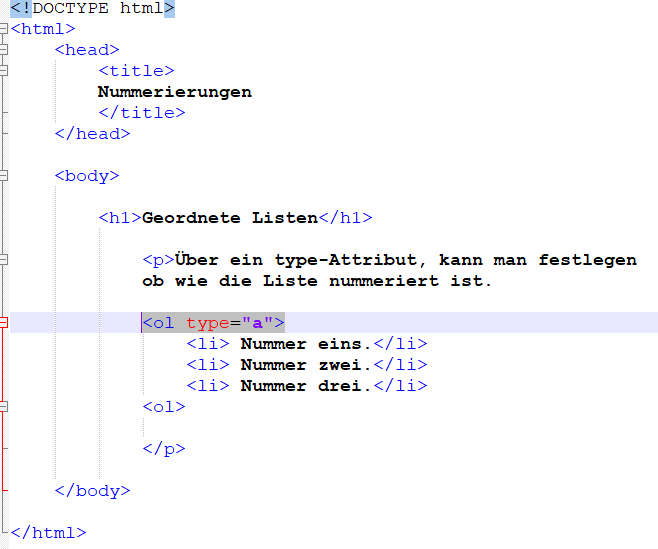 <!DOCTYPE html>
<html>
<head>
<title>
Nummerierungen
</title>
</head>
<body>
<h1>Geordnete Listen</h1>
<p>Über ein type-Attribut, kann man festlegen
ob wie die Liste nummeriert ist.
<ol type="a">
<li> Nummer eins.</li>
<li> Nummer zwei.</li>
<li> Nummer drei.</li>
<ol>
</p>
</body>
</html>